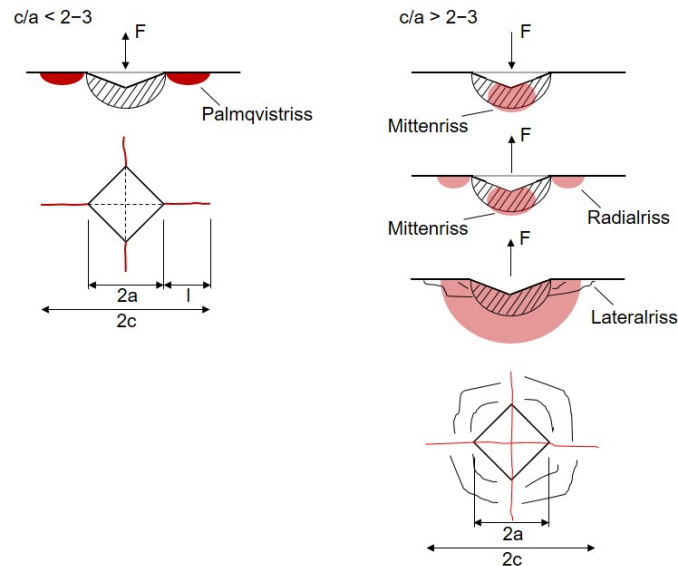 c/a < 2–3
F
Palmqvistriss
2a
l
2c
c/a > 2–3
F
Mittenriss
F
Mittenriss
Radialriss
F
Lateralriss
2a
2c